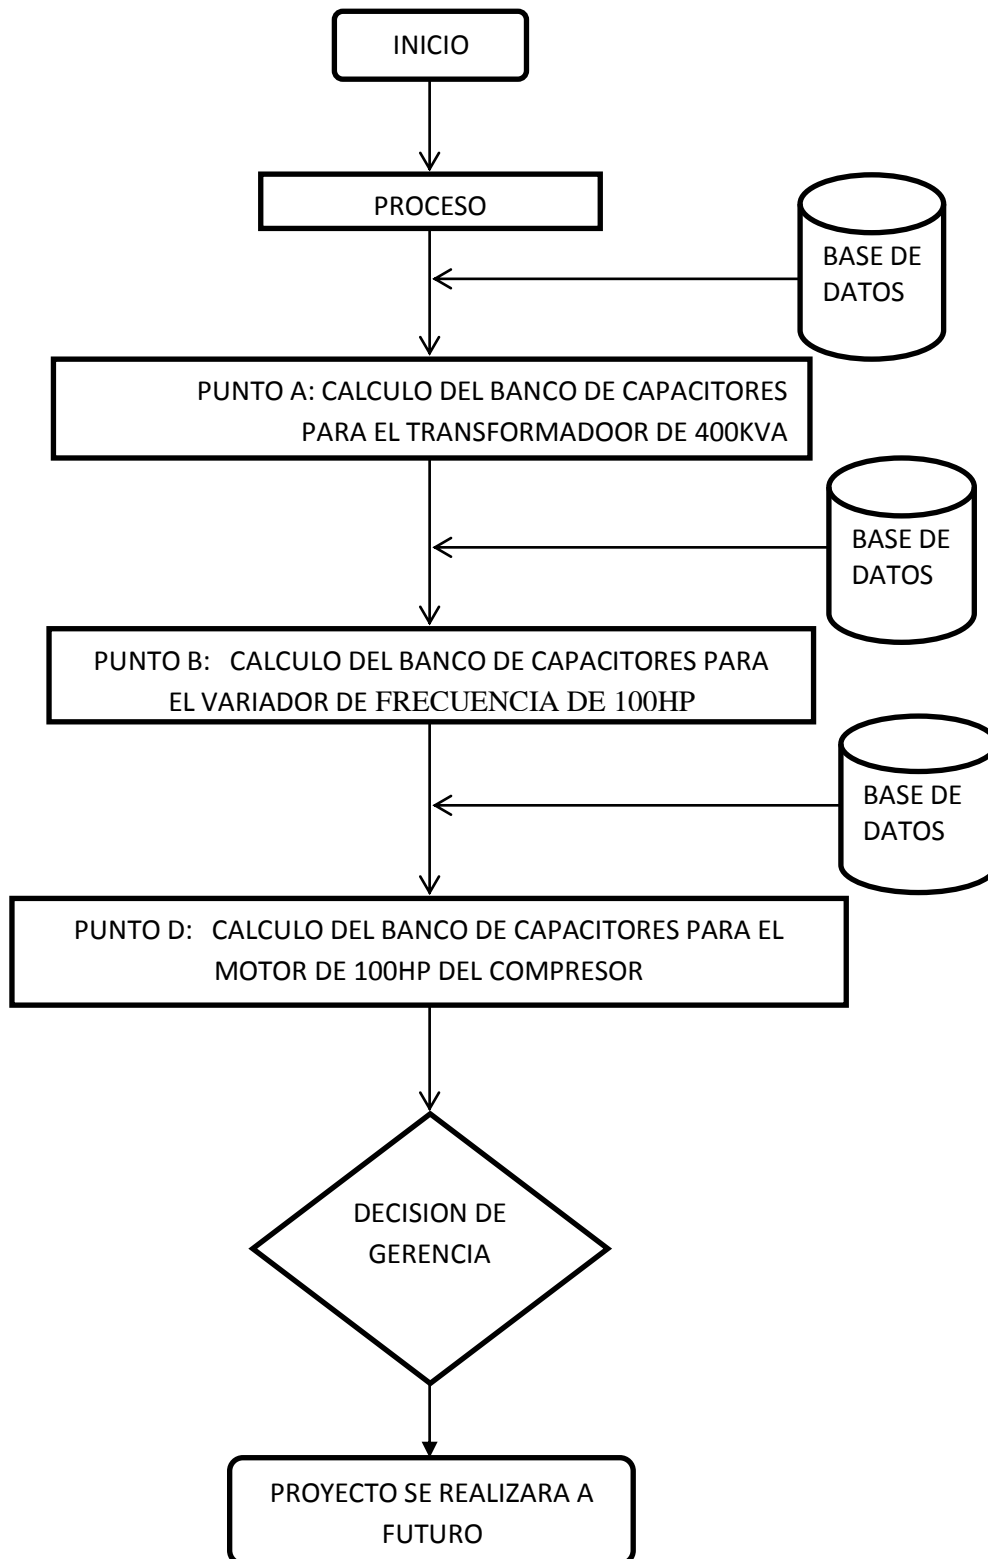 INICIO
PROCESO
BASE DE
DATOS
PUNTO A: CALCULO DEL BANCO DE CAPACITORES
PARA EL TRANSFORMADOOR DE 400KVA
BASE DE
DATOS
PUNTO B: CALCULO DEL BANCO DE CAPACITORES PARA
EL VARIADOR DE FRECUENCIA DE 100HP
BASE DE
DATOS
PUNTO D: CALCULO DEL BANCO DE CAPACITORES PARA EL
MOTOR DE 100HP DEL COMPRESOR
DECISION DE
GERENCIA
PROYECTO SE REALIZARA A
FUTURO